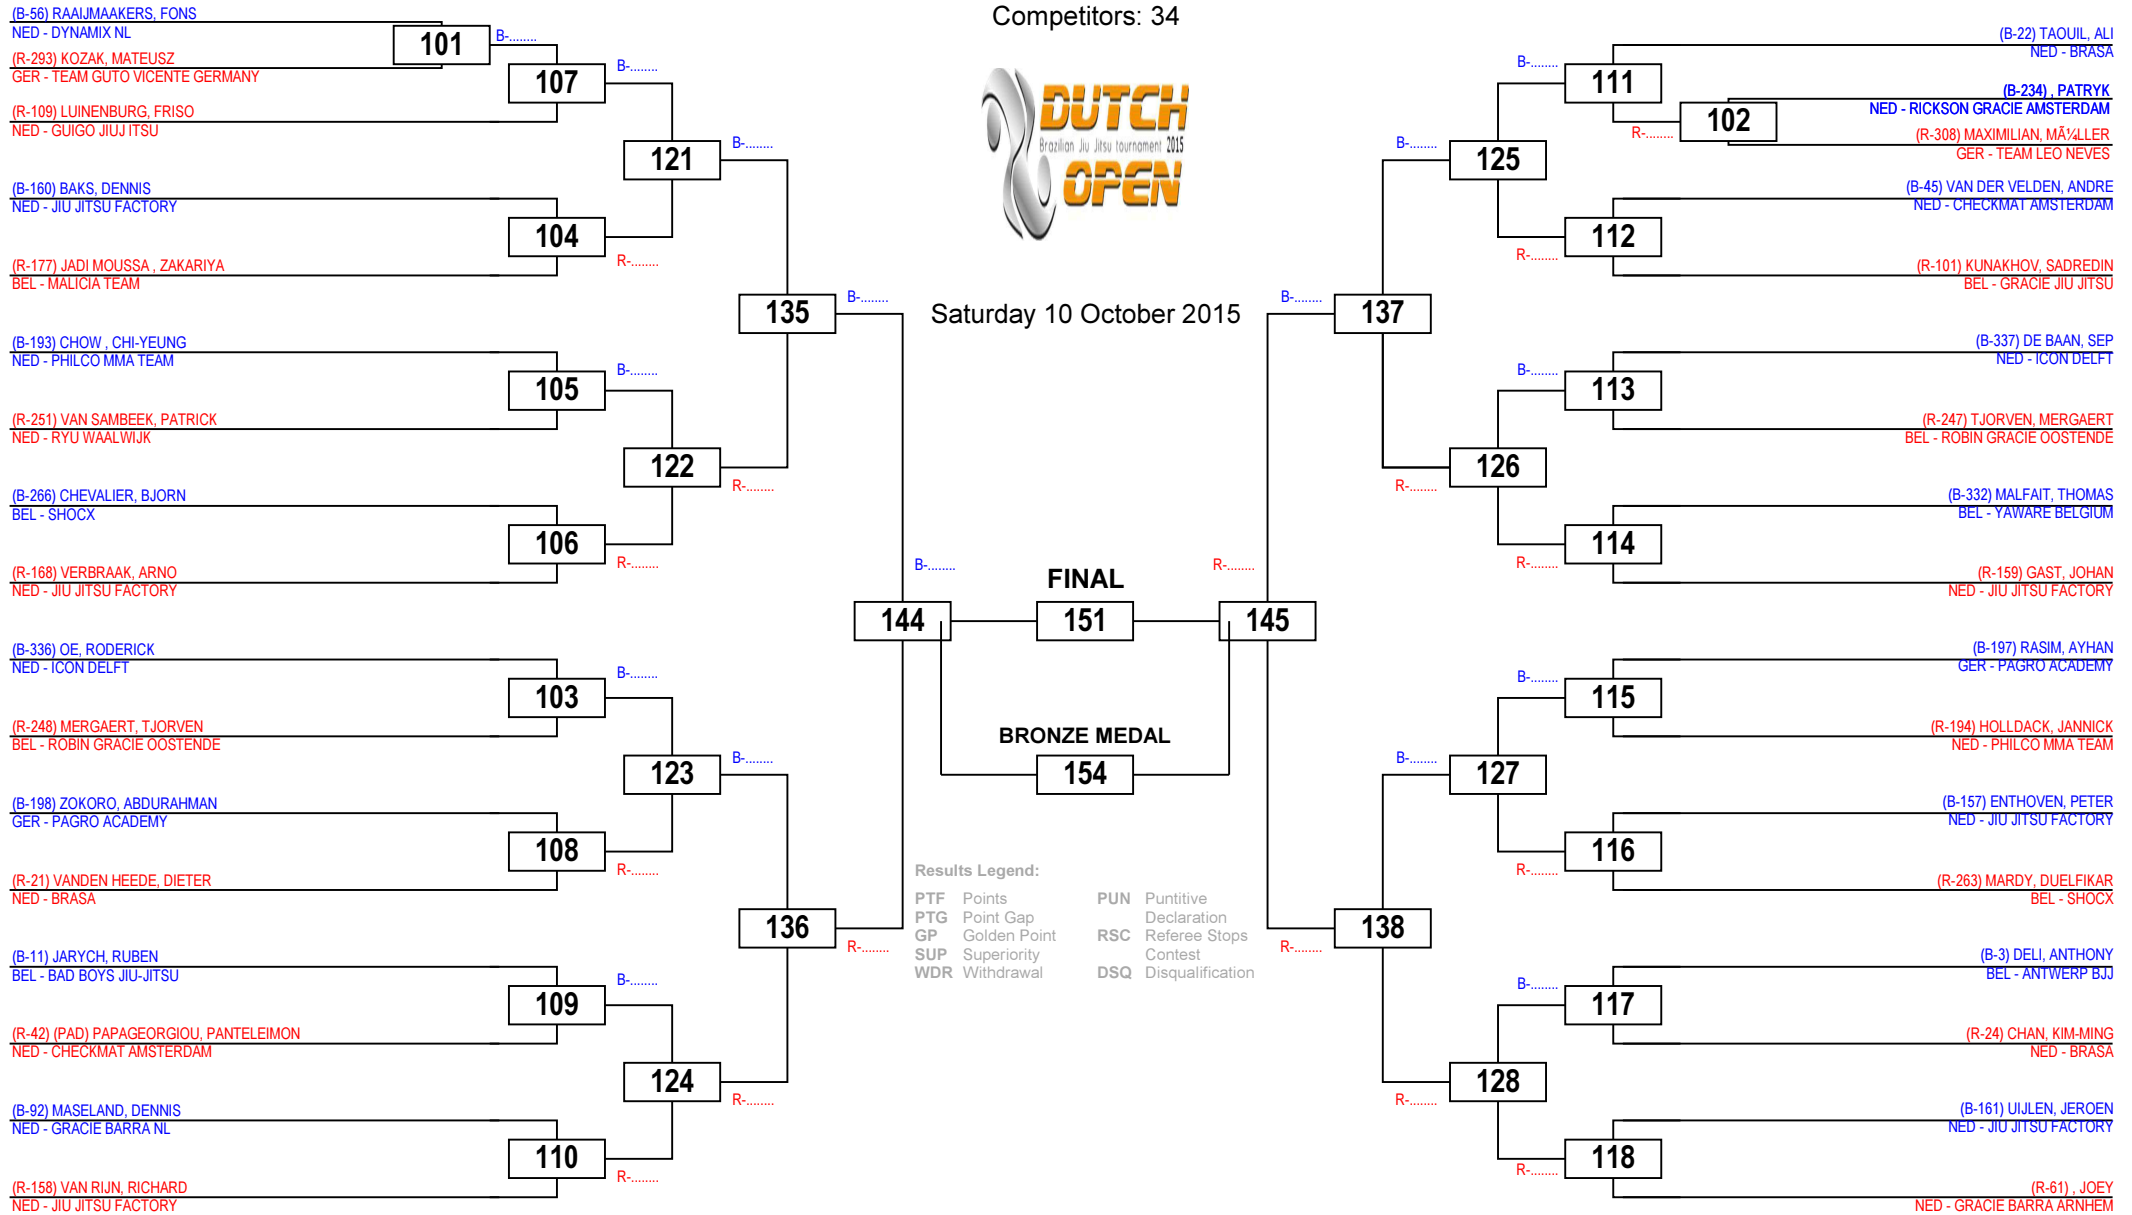 Competitors: 34
DUTCH
Brazilian Jiu Jitsu tournament 2015
OPEN
Saturday 10 October 2015
(B-56) RAAIJMAAKERS, FONS
NED - DYNAMIX NL
101
B-........
(R-293) KOZAK, MATEUSZ
GER - TEAM GUTO VICENTE GERMANY
107
B-........
(R-109) LUINENBURG, FRISO
NED - GUIGO JIUJ ITSU
121
B-........
(B-160) BAKS, DENNIS
NED - JIU JITSU FACTORY
104
R-........
(R-177) JADI MOUSSA , ZAKARIYA
BEL - MALICIA TEAM
135
B-........
(B-193) CHOW , CHI-YEUNG
NED - PHILCO MMA TEAM
105
B-........
(R-251) VAN SAMBEEK, PATRICK
NED - RYU WAALWIJK
122
R-........
(B-266) CHEVALIER, BJORN
BEL - SHOCX
106
R-........
(R-168) VERBRAAK, ARNO
NED - JIU JITSU FACTORY
144
B-........
(B-336) OE, RODERICK
NED - ICON DELFT
103
B-........
(R-248) MERGAERT, TJORVEN
BEL - ROBIN GRACIE OOSTENDE
123
B-........
(B-198) ZOKORO, ABDURAHMAN
GER - PAGRO ACADEMY
108
R-........
(R-21) VANDEN HEEDE, DIETER
NED - BRASA
136
R-........
(B-11) JARYCH, RUBEN
BEL - BAD BOYS JIU-JITSU
109
B-........
(R-42) (PAD) PAPAGEORGIOU, PANTELEIMON
NED - CHECKMAT AMSTERDAM
124
R-........
(B-92) MASELAND, DENNIS
NED - GRACIE BARRA NL
110
R-........
(R-158) VAN RIJN, RICHARD
NED - JIU JITSU FACTORY
FINAL
151
BRONZE MEDAL
154
Results Legend:
PTF Points
PTG Point Gap
GP Golden Point
SUP Superiority
WDR Withdrawal
PUN Puntitive
Declaration
RSC Referee Stops
Contest
DSQ Disqualification
(B-22) TAOUIL, ALI
NED - BRASA
B-........
111
(B-234) , PATRYK
NED - RICKSON GRACIE AMSTERDAM
R-........
102
(R-308) MAXIMILIAN, MÃ¼LLER
GER - TEAM LEO NEVES
B-........
125
(B-45) VAN DER VELDEN, ANDRE
NED - CHECKMAT AMSTERDAM
R-........
112
(R-101) KUNAKHOV, SADREDIN
BEL - GRACIE JIU JITSU
B-........
137
(B-337) DE BAAN, SEP
NED - ICON DELFT
B-........
113
(R-247) TJORVEN, MERGAERT
BEL - ROBIN GRACIE OOSTENDE
R-........
126
(B-332) MALFAIT, THOMAS
BEL - YAWARE BELGIUM
R-........
114
(R-159) GAST, JOHAN
NED - JIU JITSU FACTORY
R-........
145
(B-197) RASIM, AYHAN
GER - PAGRO ACADEMY
B-........
115
(R-194) HOLLDACK, JANNICK
NED - PHILCO MMA TEAM
B-........
127
(B-157) ENTHOVEN, PETER
NED - JIU JITSU FACTORY
R-........
116
(R-263) MARDY, DUELFIKAR
BEL - SHOCX
R-........
138
(B-3) DELI, ANTHONY
BEL - ANTWERP BJJ
B-........
117
(R-24) CHAN, KIM-MING
NED - BRASA
R-........
128
(B-161) UIJLEN, JEROEN
NED - JIU JITSU FACTORY
R-........
118
(R-61) , JOEY
NED - GRACIE BARRA ARNHEM